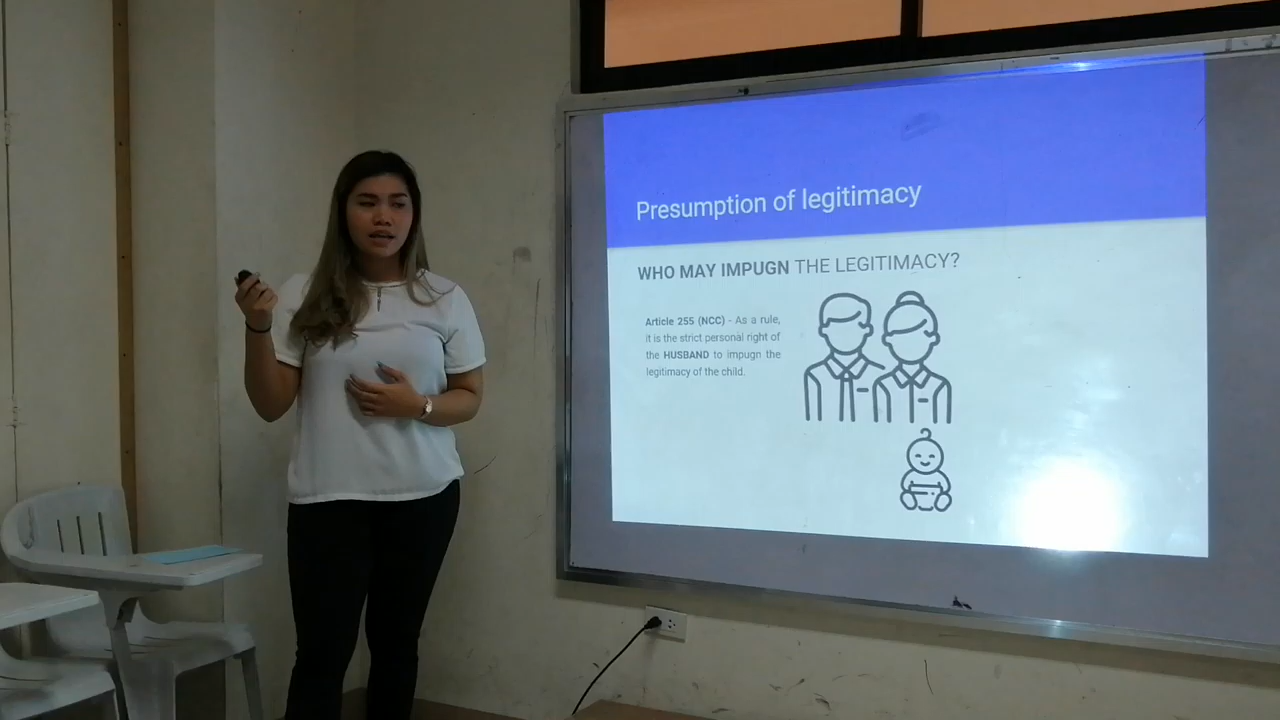 Presumption of legitimacy
WHO MAY IMPUGN THE LEGITIMACY?
Article 255 (NCC) - As a rule,
it is the strict personal right of
the HUSBAND to impugn the
legitimacy of the child.